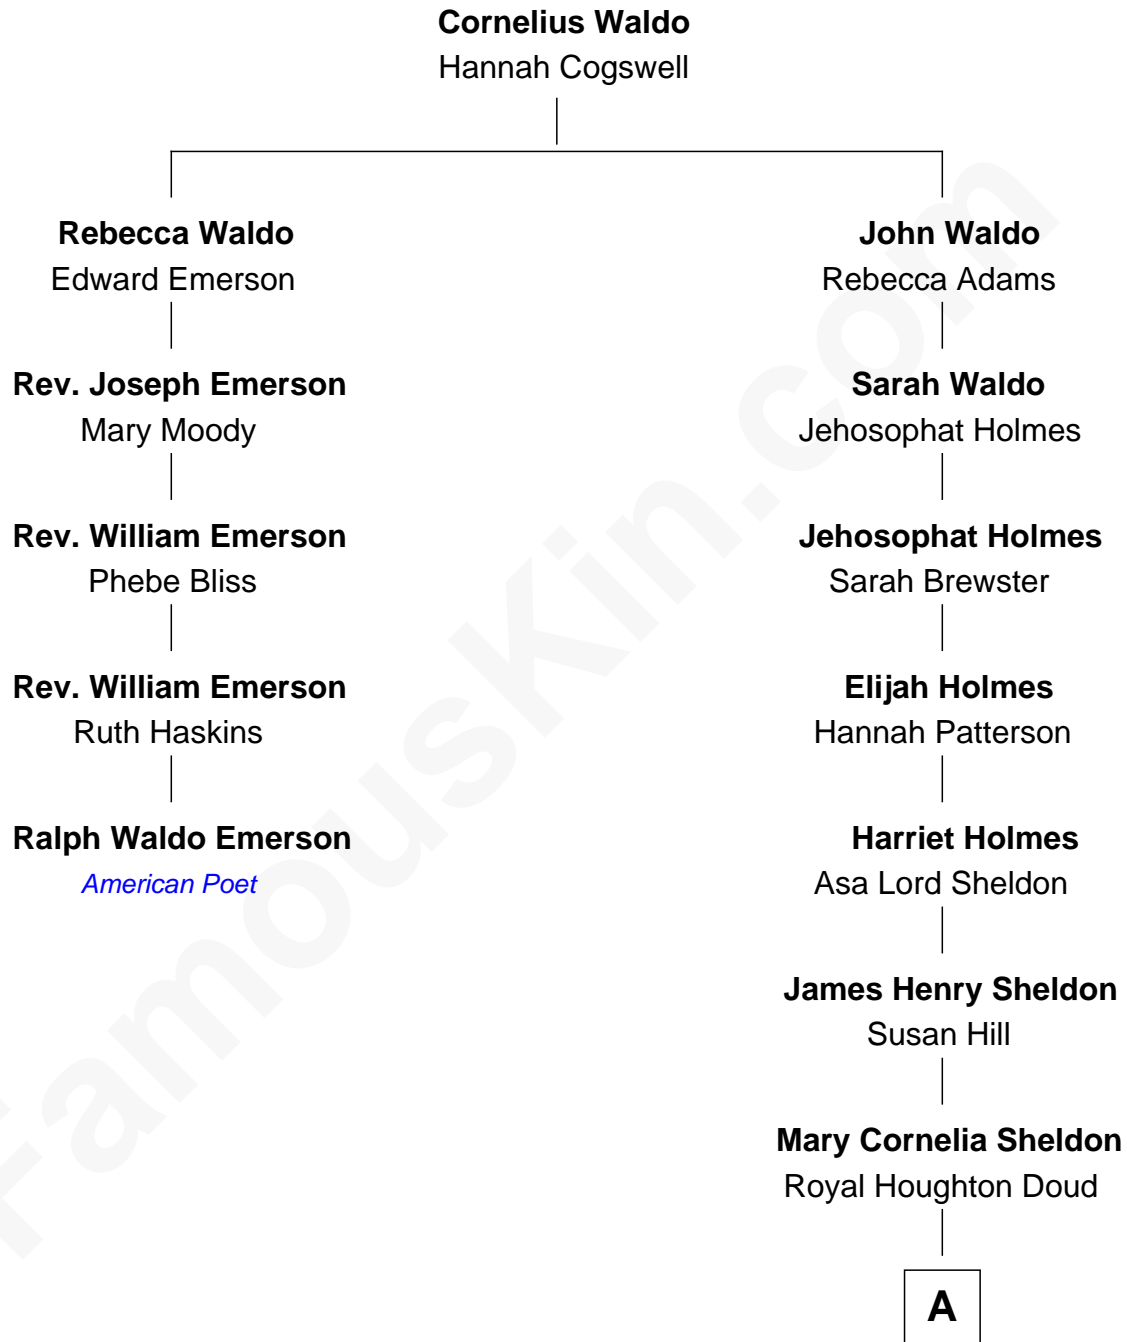 Cornelius Waldo
Hannah Cogswell
Rebecca Waldo
Edward Emerson
John Waldo
Rebecca Adams
Rev. Joseph Emerson
Mary Moody
Sarah Waldo
Jehosophat Holmes
Rev. William Emerson
Phebe Bliss
Jehosophat Holmes
Sarah Brewster
Rev. William Emerson
Ruth Haskins
Elijah Holmes
Hannah Patterson
Ralph Waldo Emerson
American Poet
Harriet Holmes
Asa Lord Sheldon
James Henry Sheldon
Susan Hill
Mary Cornelia Sheldon
Royal Houghton Doud
A
FamousKin.com